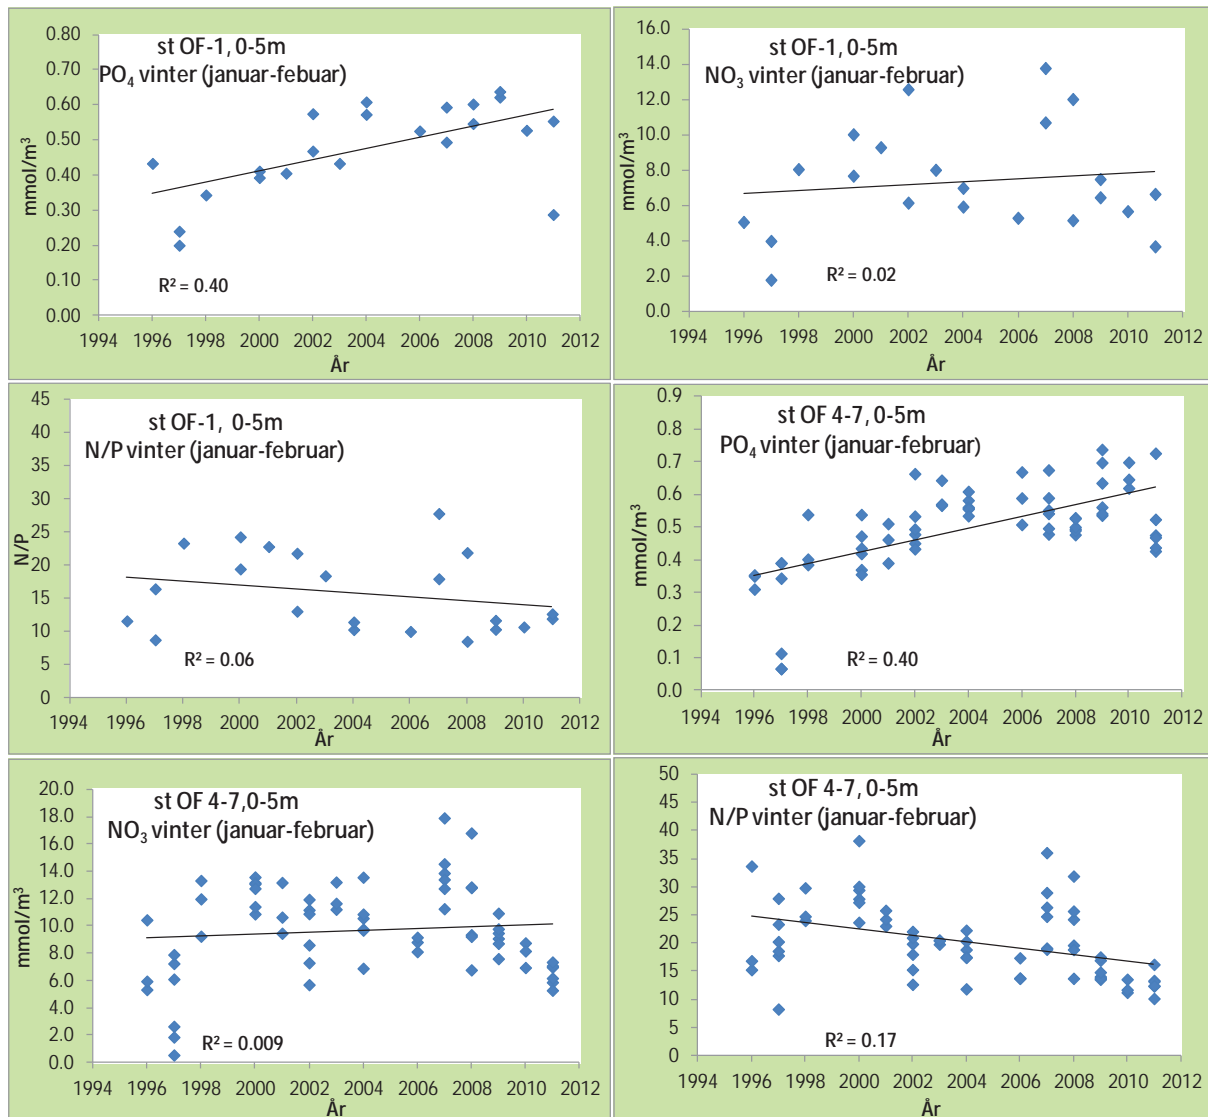 st OF-1, 0-5m
PO₄ vinter (januar-febuar)
mmol/m³
0.80
0.70
0.60
0.50
0.40
0.30
0.20
0.10
0.00
R² = 0.40
1994 1996 1998 2000 2002 2004 2006 2008 2010 2012
År
st OF-1, 0-5m
NO₃ vinter (januar-februar)
mmol/m³
16.0
14.0
12.0
10.0
8.0
6.0
4.0
2.0
0.0
R² = 0.02
1994 1996 1998 2000 2002 2004 2006 2008 2010 2012
År
st OF-1, 0-5m
N/P vinter (januar-februar)
N/P
45
40
35
30
25
20
15
10
5
0
R² = 0.06
1994 1996 1998 2000 2002 2004 2006 2008 2010 2012
År
st OF 4-7, 0-5m
PO₄ vinter (januar-februar)
mmol/m³
0.9
0.8
0.7
0.6
0.5
0.4
0.3
0.2
0.1
0.0
R² = 0.40
1994 1996 1998 2000 2002 2004 2006 2008 2010 2012
År
st OF 4-7,0-5m
NO₃ vinter (januar-februar)
mmol/m³
20.0
18.0
16.0
14.0
12.0
10.0
8.0
6.0
4.0
2.0
0.0
R² = 0.009
1994 1996 1998 2000 2002 2004 2006 2008 2010 2012
År
st OF 4-7, 0-5m
N/P vinter (januar-februar)
50
45
40
35
30
25
20
15
10
5
0
R² = 0.17
1994 1996 1998 2000 2002 2004 2006 2008 2010 2012
År